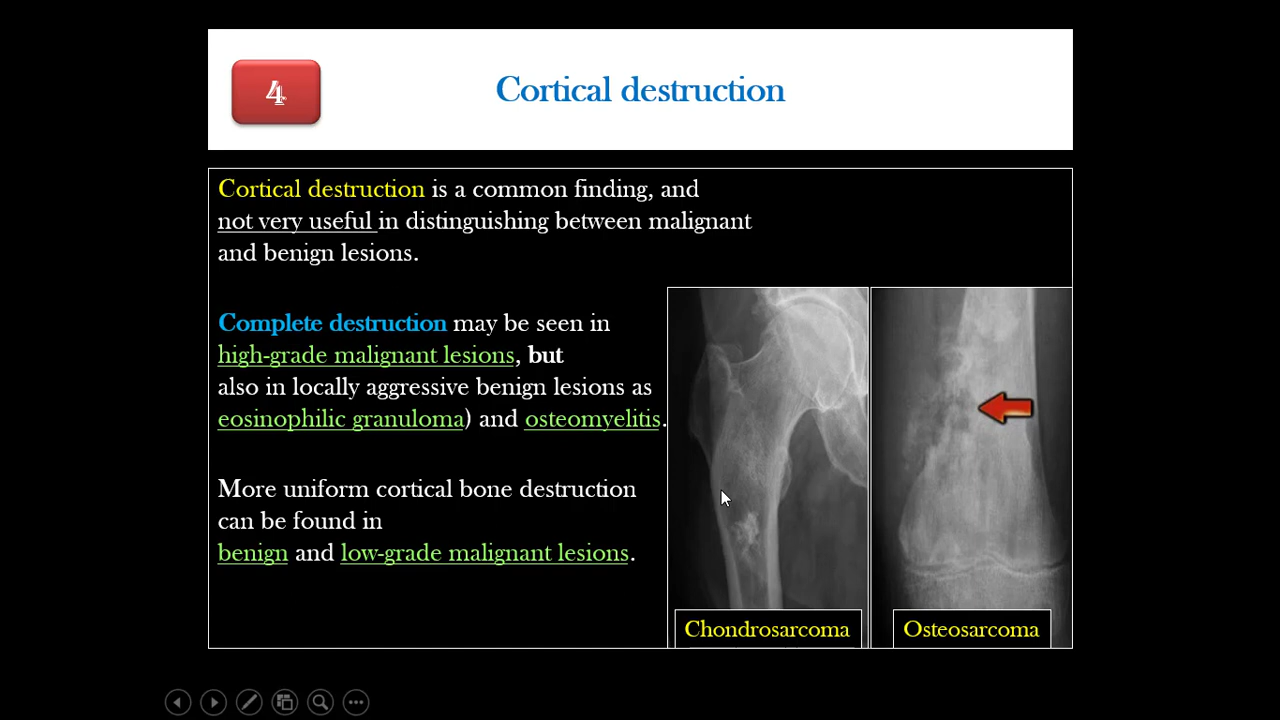 4
Cortical destruction
Cortical destruction is a common finding, and
not very useful in distinguishing between malignant
and benign lesions.
Complete destruction may be seen in
high-grade malignant lesions, but
also in locally aggressive benign lesions as
eosinophilic granuloma) and osteomyelitis.
More uniform cortical bone destruction
can be found in
benign and low-grade malignant lesions.
Chondrosarcoma
Osteosarcoma